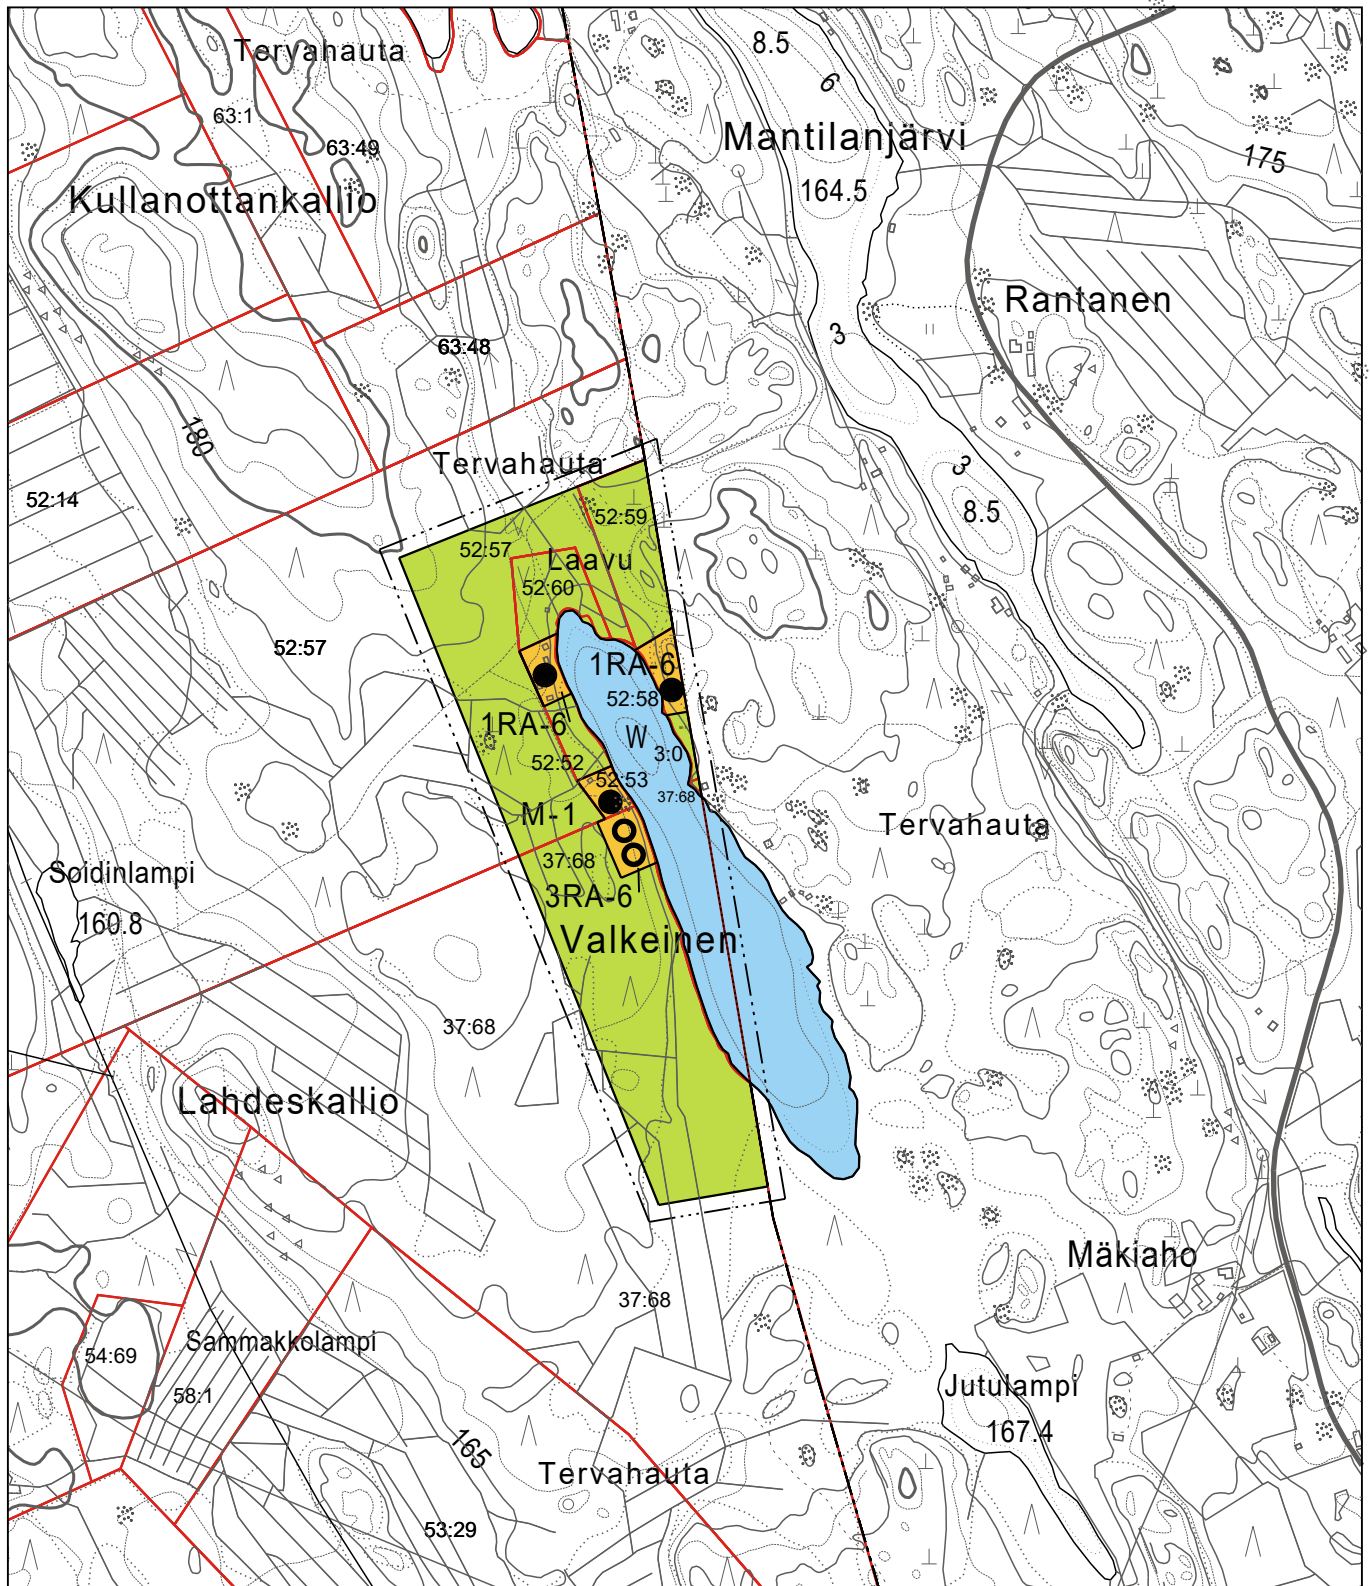 Tervahauta
8.5
6
63:1
Mantilanjärvi
63:49
175
Kullanottankallio
164.5
Rantanen
3
63:48
180
Tervahauta
3
52:14
8.5
52:59
52:57
Laavu
52:60
52:57
1RA-6
52:58
1RA-6
W
3:0
52:52
52:53
37:68
M-1
Tervahauta
37:68
Soidinlampi
3RA-6
160.8
Valkeinen
37:68
Lahdeskallio
Mäkiaho
37:68
Sammakkolampi
54:69
58:1
Jutulampi
167.4
165
Tervahauta
53:29